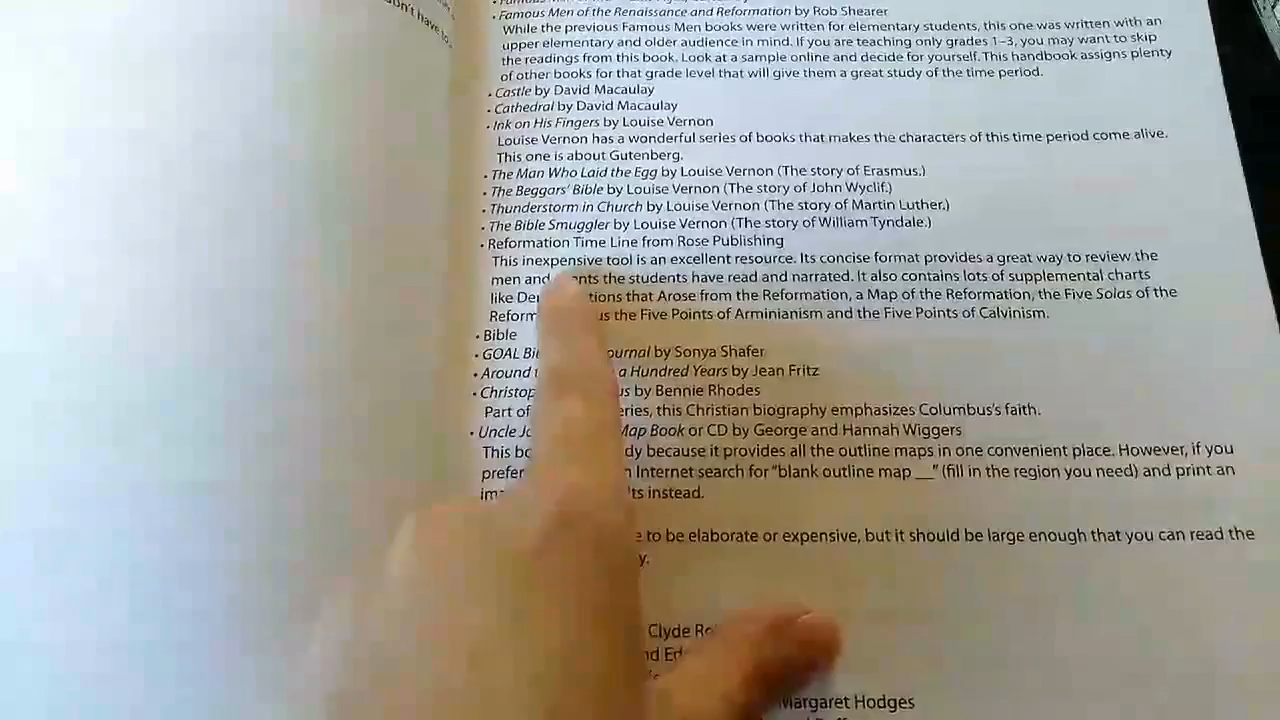 on't have to
• Famous Men of the Renaissance and Reformation by Rob Shearer
While the previous Famous Men books were written for elementary students, this one was written with an
upper elementary and older audience in mind. If you are teaching only grades 1–3, you may want to skip
the readings from this book. Look at a sample online and decide for yourself. This handbook assigns plenty
of other books for that grade level that will give them a great study of the time period.
• Castle by David Macaulay
• Cathedral by David Macaulay
• Ink on His Fingers by Louise Vernon
Louise Vernon has a wonderful series of books that makes the characters of this time period come alive.
This one is about Gutenberg.
• The Man Who Laid the Egg by Louise Vernon (The story of Erasmus.)
• The Beggars' Bible by Louise Vernon (The story of John Wyclif.)
• Thunderstorm in Church by Louise Vernon (The story of Martin Luther.)
• The Bible Smuggler by Louise Vernon (The story of William Tyndale.)
• Reformation Time Line from Rose Publishing
This inexpensive tool is an excellent resource. Its concise format provides a great way to review the
men and the students have read and narrated. It also contains lots of supplemental charts
like that Arose from the Reformation, a Map of the Reformation, the Five Solas of the
the Five Points of Arminianism and the Five Points of Calvinism.
• Bible
• GOAL by Sonya Shafer
• Around a Hundred Years by Jean Fritz
• by Bennie Rhodes
Part of this Christian biography emphasizes Columbus's faith.
• Uncle Map Book or CD by George and Hannah Wiggers
This because it provides all the outline maps in one convenient place. However, if you
prefer Internet search for "blank outline map __" (fill in the region you need) and print an
instead.
to be elaborate or expensive, but it should be large enough that you can read the
Clyde
Margaret Hodges